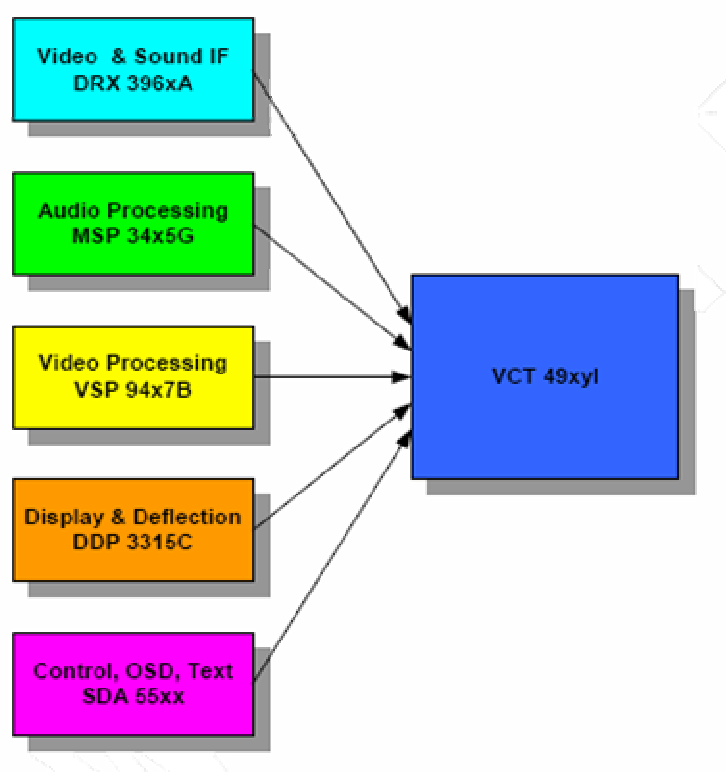 Video & Sound IF
DRX 396xA
Audio Processing
MSP 34x5G
Video Processing
VSP 94x7B
VCT 49xyI
Display & Deflection
DDP 3315C
Control, OSD, Text
SDA 55xx